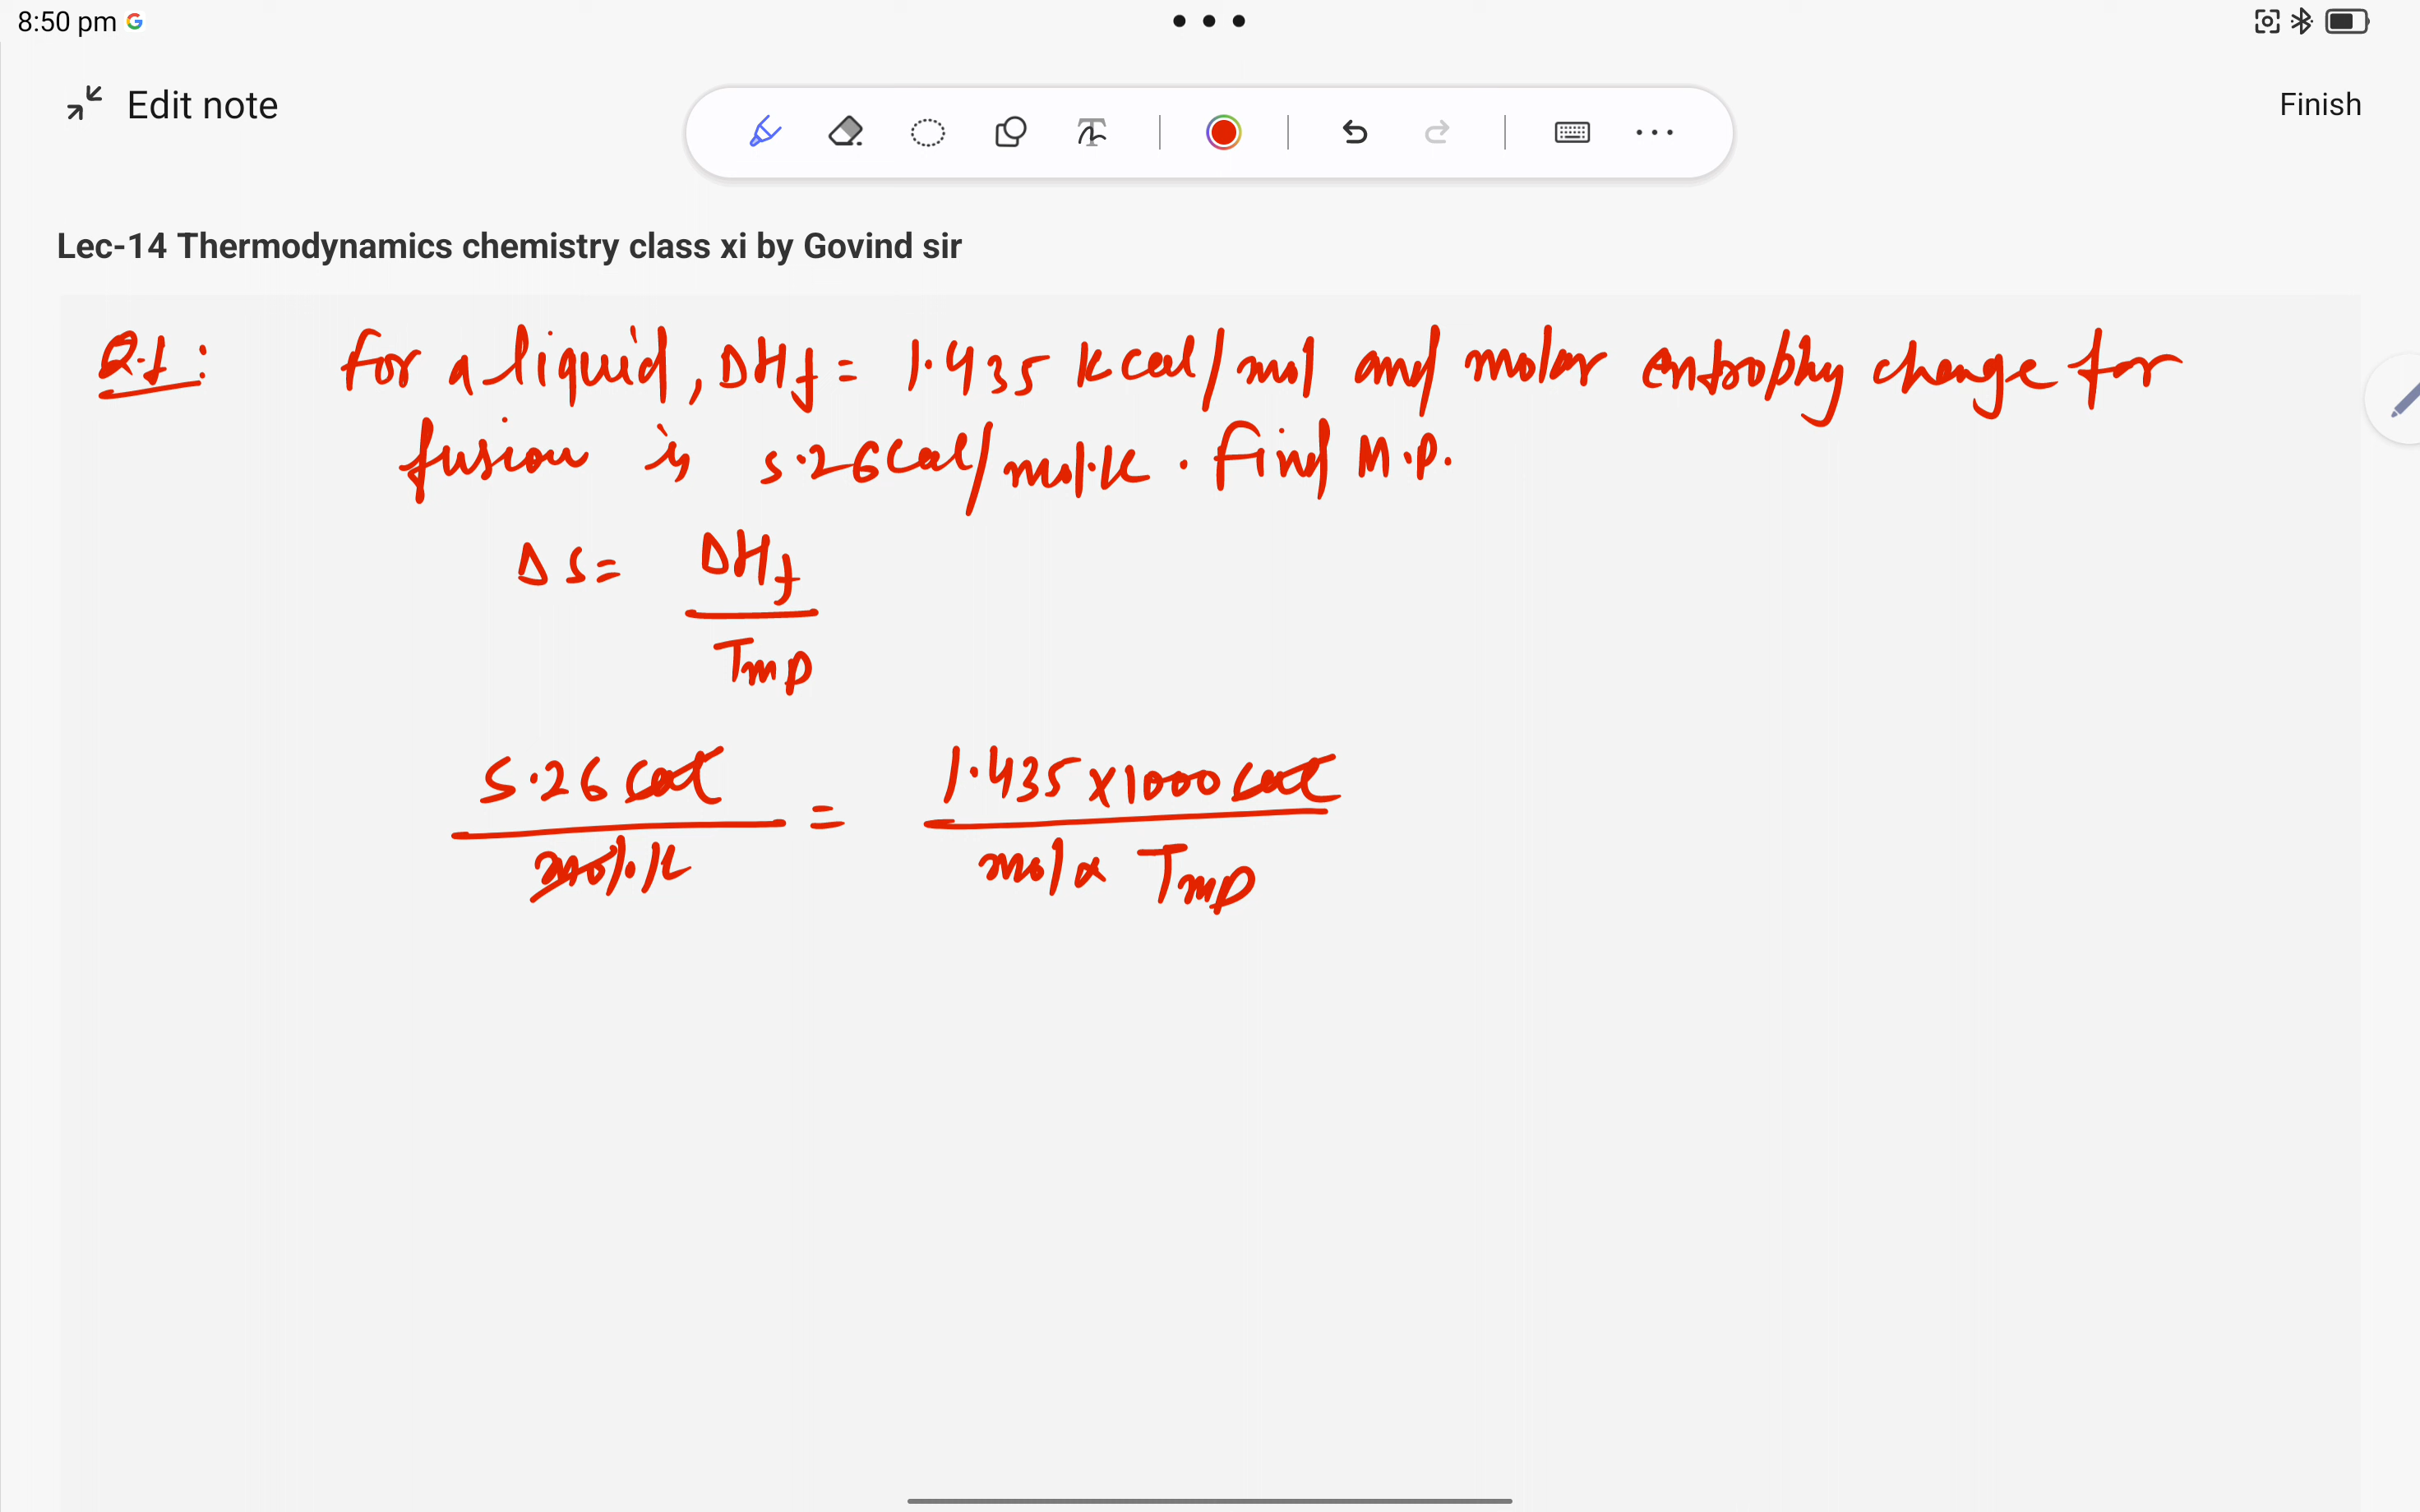 8:50 pm
Edit note
Finish
Lec-14 Thermodynamics chemistry class xi by Govind sir
Q.1: For a liquid, ΔHf = 1.435 Kcal/mol and molar entrophy change for
fusion is 5.26 Cal/mol.K. Find M.P.
ΔS = ΔHf / Tmp
5.26 Cal / mol.K = 1.435 x 1000 Cal / mol x Tmp